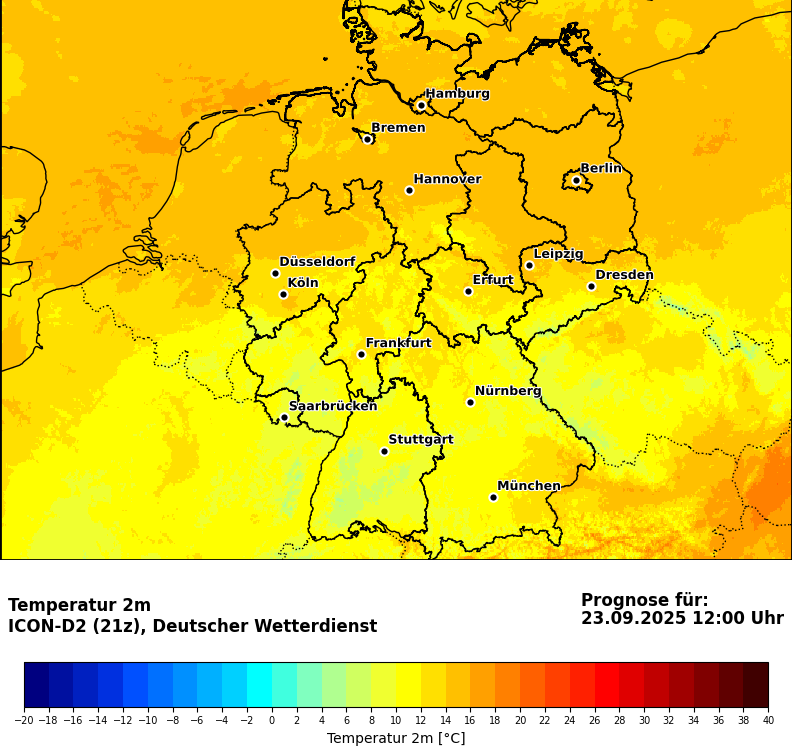 Hamburg
Bremen
Berlin
Hannover
Leipzig
Düsseldorf
Dresden
Köln
Erfurt
Frankfurt
Nürnberg
Saarbrücken
Stuttgart
München
Temperatur 2m
ICON-D2 (21z), Deutscher Wetterdienst
Prognose für:
23.09.2025 12:00 Uhr
−20 −18 −16 −14 −12 −10 −8 −6 −4 −2 0 2 4 6 8 10 12 14 16 18 20 22 24 26 28 30 32 34 36 38 40
Temperatur 2m [°C]